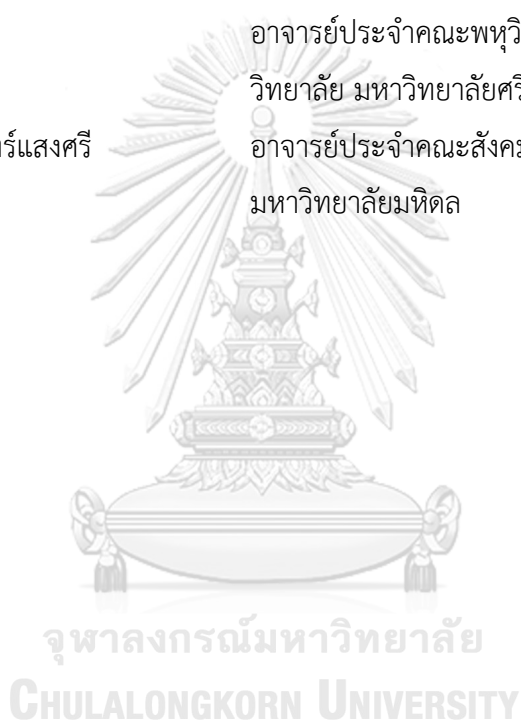 อาจารย์ประจำคณะพหุวิ
วิทยาลัย มหาวิทยาลัยศรี
ร์แสงศรี อาจารย์ประจำคณะสังคม
มหาวิทยาลัยมหิดล
จุฬาลงกรณ์มหาวิทยาลัย
CHULALONGKORN UNIVERSITY